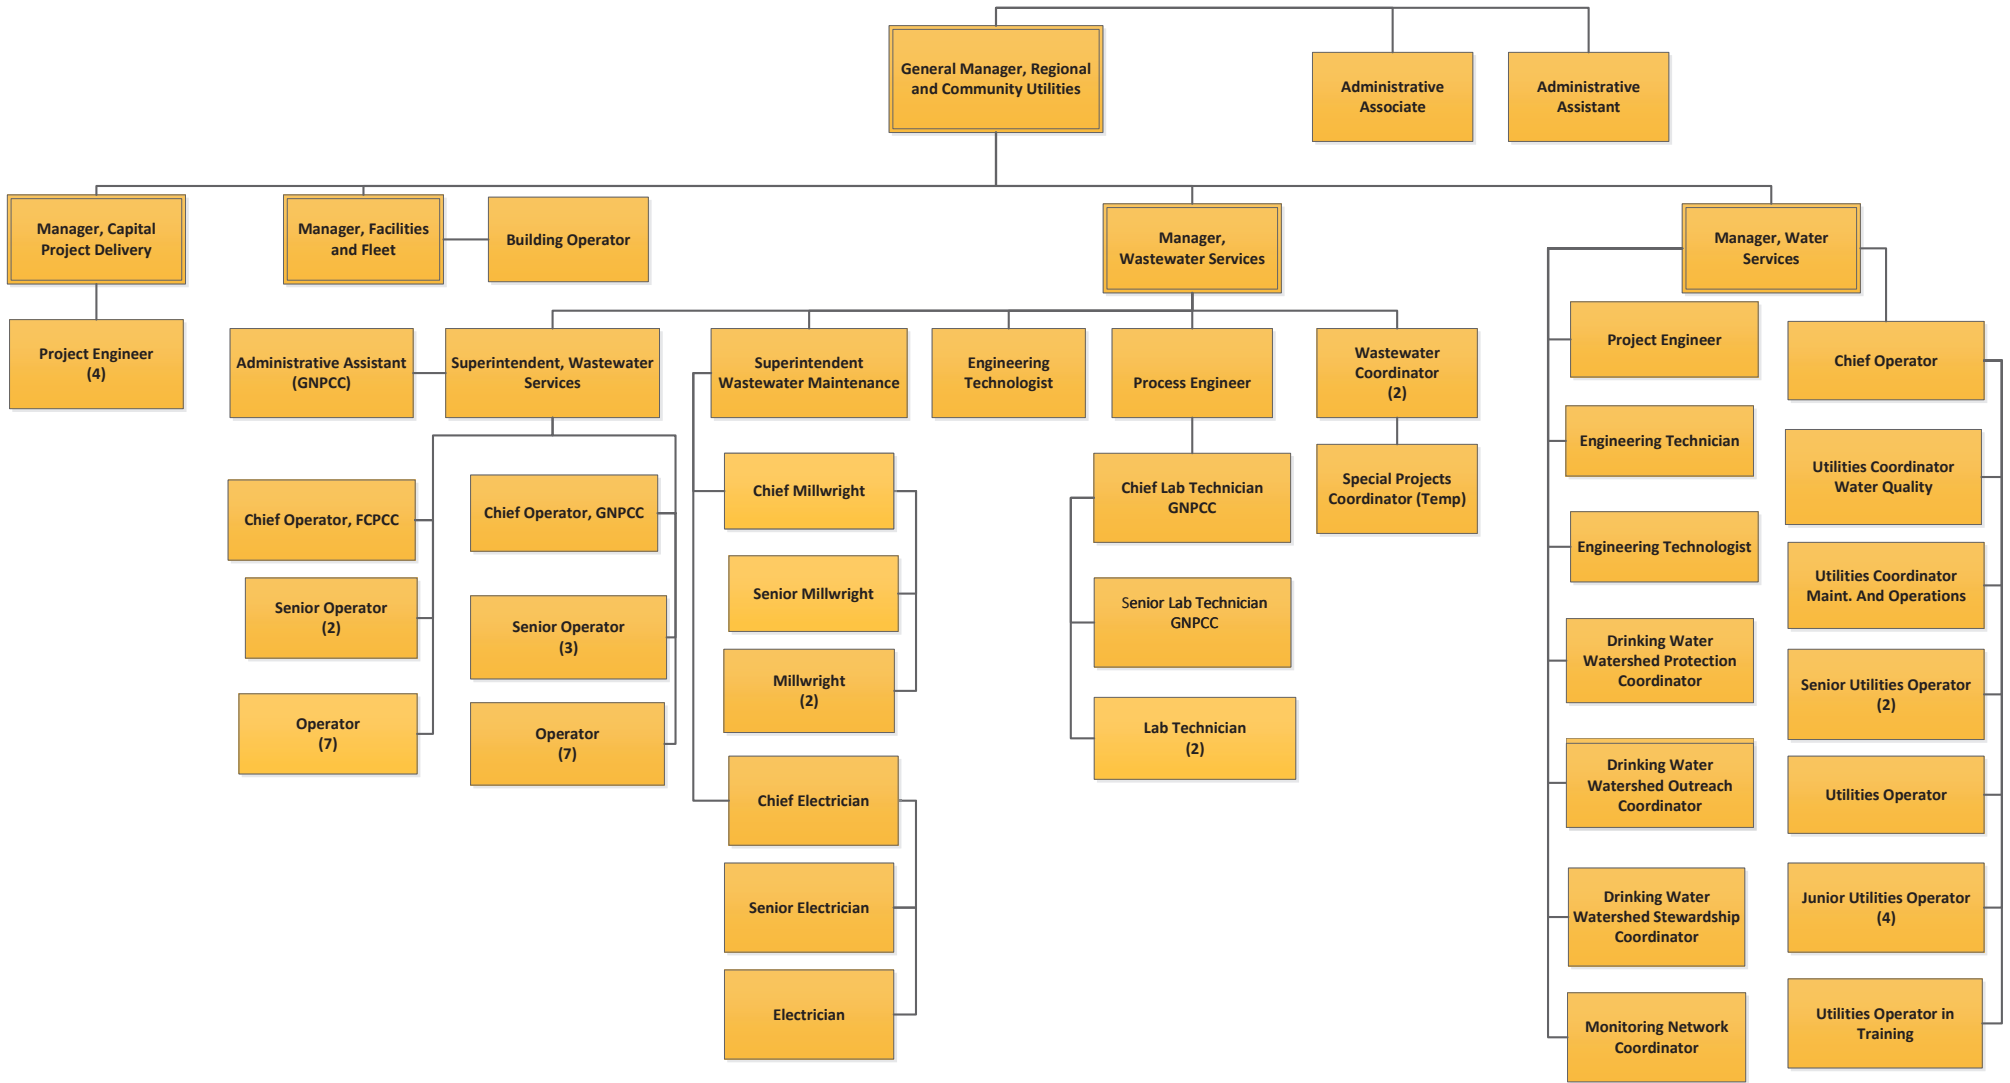 General Manager, Regional
and Community Utilities
Administrative
Associate
Administrative
Assistant
Manager, Capital
Project Delivery
Manager, Facilities
and Fleet
Building Operator
Manager,
Wastewater Services
Manager, Water
Services
Project Engineer
(4)
Administrative Assistant
(GNPCC)
Superintendent, Wastewater
Services
Superintendent
Wastewater Maintenance
Engineering
Technologist
Process Engineer
Wastewater
Coordinator
(2)
Project Engineer
Chief Operator
Chief Operator, FCPCC
Senior Operator
(2)
Operator
(7)
Chief Operator, GNPCC
Senior Operator
(3)
Operator
(7)
Chief Millwright
Senior Millwright
Millwright
(2)
Chief Electrician
Senior Electrician
Electrician
Chief Lab Technician
GNPCC
Senior Lab Technician
GNPCC
Lab Technician
(2)
Special Projects
Coordinator (Temp)
Engineering Technician
Engineering Technologist
Drinking Water
Watershed Protection
Coordinator
Drinking Water
Watershed Outreach
Coordinator
Drinking Water
Watershed Stewardship
Coordinator
Monitoring Network
Coordinator
Utilities Coordinator
Water Quality
Utilities Coordinator
Maint. And Operations
Senior Utilities Operator
(2)
Utilities Operator
Junior Utilities Operator
(4)
Utilities Operator in
Training